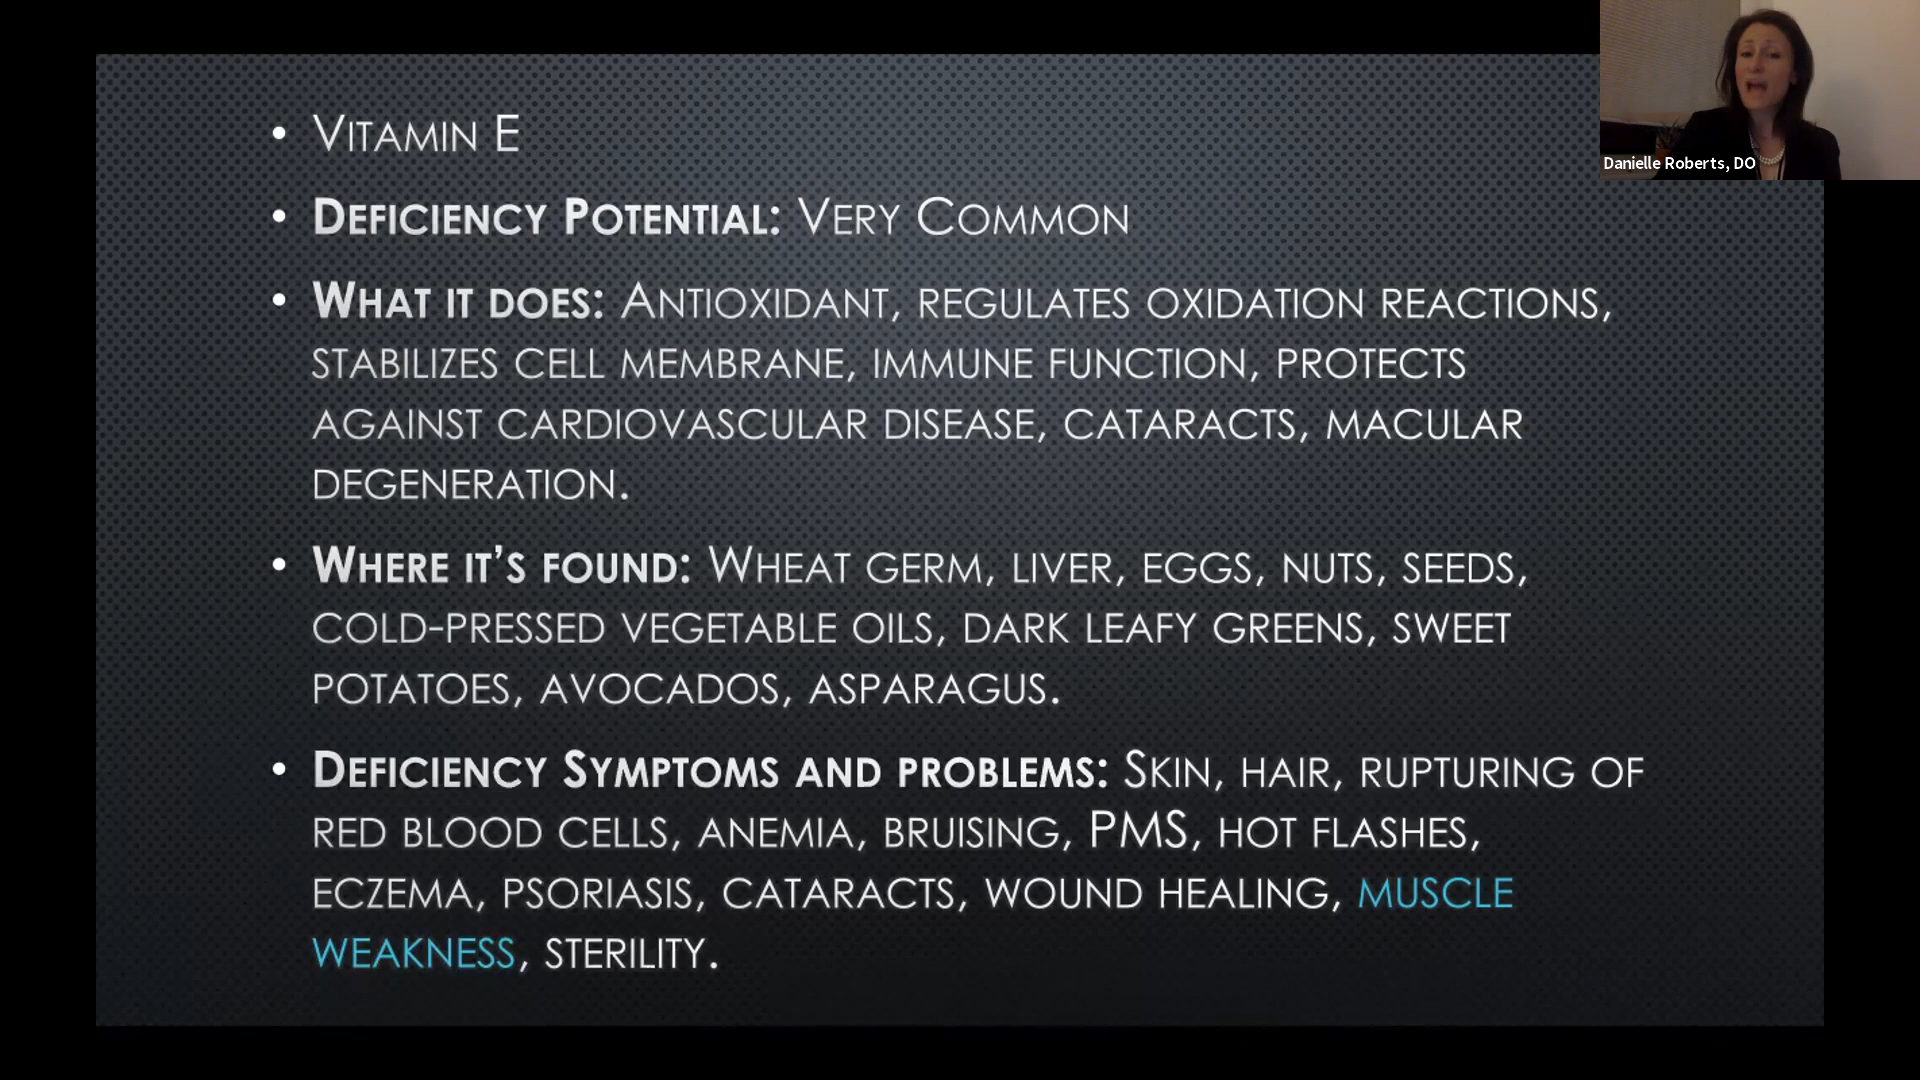 Danielle Roberts, DO
• Vitamin E
• Deficiency Potential: Very Common
• What it does: Antioxidant, regulates oxidation reactions,
stabilizes cell membrane, immune function, protects
against cardiovascular disease, cataracts, macular
degeneration.
• Where it’s found: Wheat germ, liver, eggs, nuts, seeds,
cold-pressed vegetable oils, dark leafy greens, sweet
potatoes, avocados, asparagus.
• Deficiency Symptoms and problems: Skin, hair, rupturing of
red blood cells, anemia, bruising, PMS, hot flashes,
eczema, psoriasis, cataracts, wound healing, muscle
weakness, sterility.